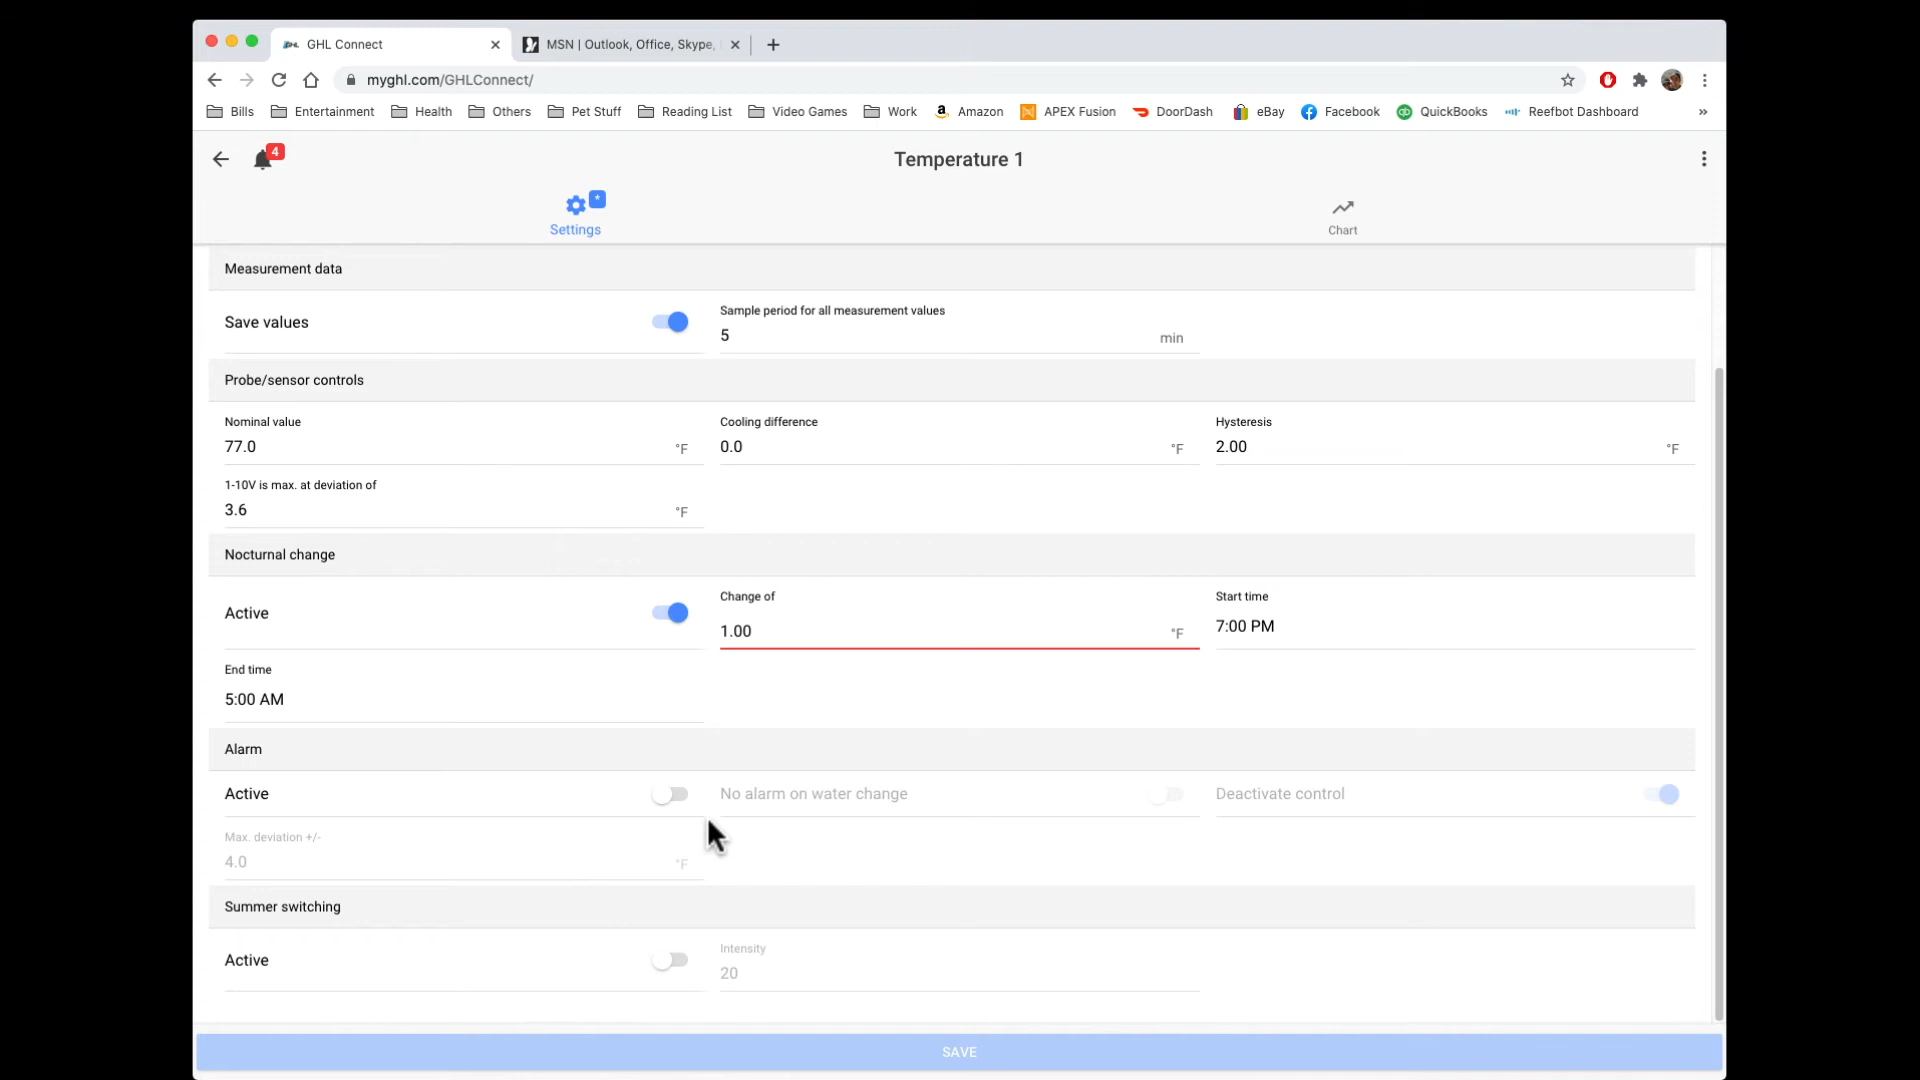 GHL Connect
MSN | Outlook, Office, Skype,
myghl.com/GHLConnect/
Bills Entertainment Health Others Pet Stuff Reading List Video Games Work Amazon APEX Fusion DoorDash eBay Facebook QuickBooks Reefbot Dashboard »
4
Temperature 1
*
Settings
Chart
Measurement data
Save values
Sample period for all measurement values
5 min
Probe/sensor controls
Nominal value
77.0 °F
Cooling difference
0.0 °F
Hysteresis
2.00 °F
1-10V is max. at deviation of
3.6 °F
Nocturnal change
Active
Change of
1.00 °F
Start time
7:00 PM
End time
5:00 AM
Alarm
Active
No alarm on water change
Deactivate control
Max. deviation +/-
4.0 °F
Summer switching
Active
Intensity
20
SAVE